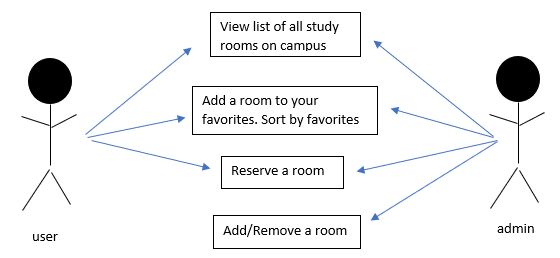 View list of all study
rooms on campus
Add a room to your
favorites. Sort by favorites
Reserve a room
Add/Remove a room
user
admin